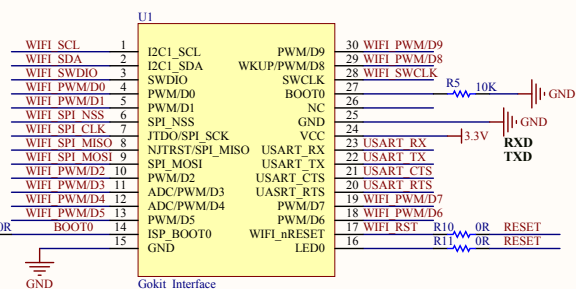 U1
WIFI_SCL 1 I2C1_SCL PWM/D9 30 WIFI_PWM/D9
WIFI_SDA 2 I2C1_SDA WKUP/PWM/D8 29 WIFI_PWM/D8
WIFI_SWDIO 3 SWDIO SWCLK 28 WIFI_SWCLK
WIFI_PWM/D0 4 PWM/D0 BOOT0 27 R5 10K GND
WIFI_PWM/D1 5 PWM/D1 NC 26
WIFI_SPI_NSS 6 SPI_NSS GND 25 GND
WIFI_SPI_CLK 7 JTDO/SPI_SCK VCC 24 3.3V
WIFI_SPI_MISO 8 NJTRST/SPI_MISO USART_RX 23 USART_RX RXD
WIFI_SPI_MOSI 9 SPI_MOSI USART_TX 22 USART_TX TXD
WIFI_PWM/D2 10 PWM/D2 USART_CTS 21 USART_CTS
WIFI_PWM/D3 11 ADC/PWM/D3 UASRT_RTS 20 USART_RTS
WIFI_PWM/D4 12 ADC/PWM/D4 PWM/D7 19 WIFI_PWM/D7
WIFI_PWM/D5 13 PWM/D5 PWM/D6 18 WIFI_PWM/D6
0R BOOT0 14 ISP_BOOT0 WIFI_nRESET 17 WIFI_RST R10 0R RESET
15 GND LED0 16 R11 0R RESET
GND
Gokit_Interface